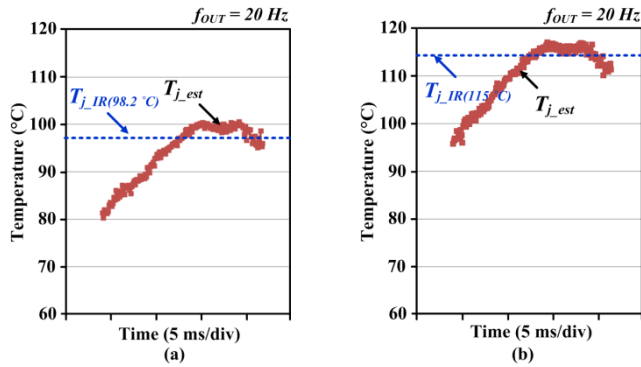 f_OUT = 20 Hz
120
110
100
90
80
70
60
Temperature (°C)
T_j_IR(98.2 °C)
T_j_est
Time (5 ms/div)
(a)
f_OUT = 20 Hz
120
110
100
90
80
70
60
Temperature (°C)
T_j_IR(115 °C)
T_j_est
Time (5 ms/div)
(b)